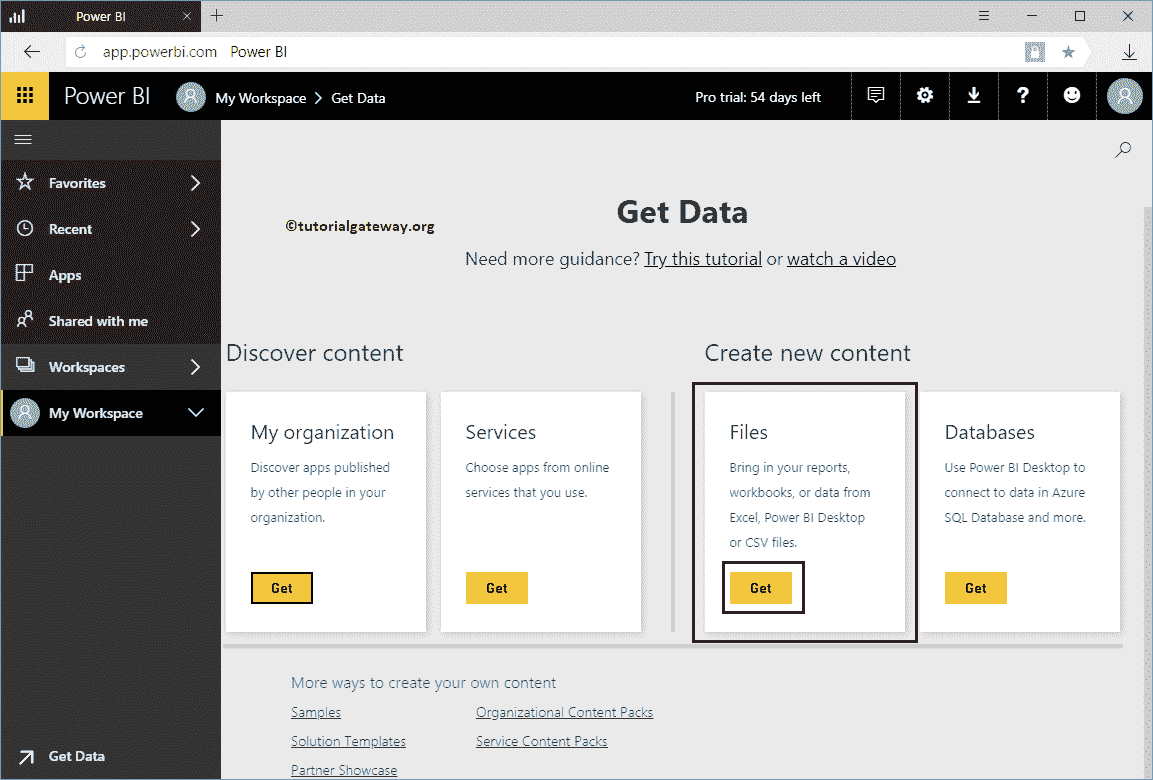 Power BI
app.powerbi.com Power BI
Power BI My Workspace Get Data Pro trial: 54 days left ?
Favorites
Recent
Apps
Shared with me
Workspaces
My Workspace
Get Data
©tutorialgateway.org
Get Data
Need more guidance? Try this tutorial or watch a video
Discover content
My organization
Discover apps published
by other people in your
organization.
Get
Services
Choose apps from online
services that you use.
Get
Create new content
Files
Bring in your reports,
workbooks, or data from
Excel, Power BI Desktop
or CSV files.
Get
Databases
Use Power BI Desktop to
connect to data in Azure
SQL Database and more.
Get
More ways to create your own content
Samples
Organizational Content Packs
Solution Templates
Service Content Packs
Partner Showcase